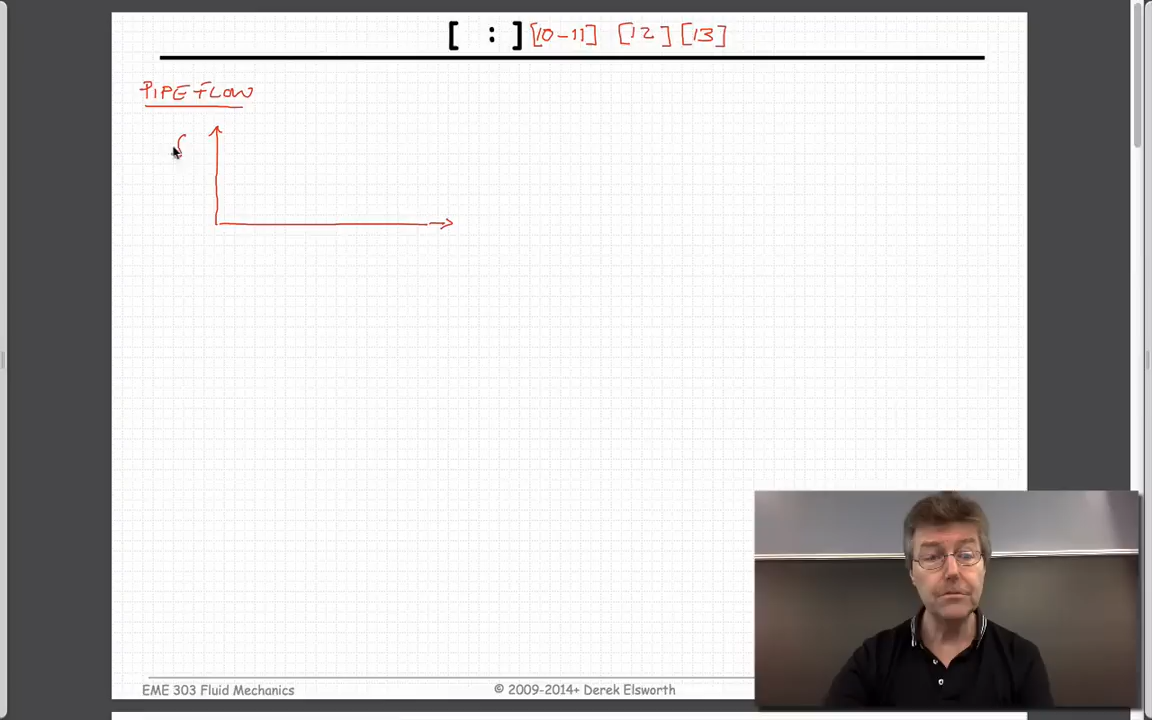 [ : ] [10-11] [12] [13]
PIPE FLOW
EME 303 Fluid Mechanics
© 2009-2014+ Derek Elsworth